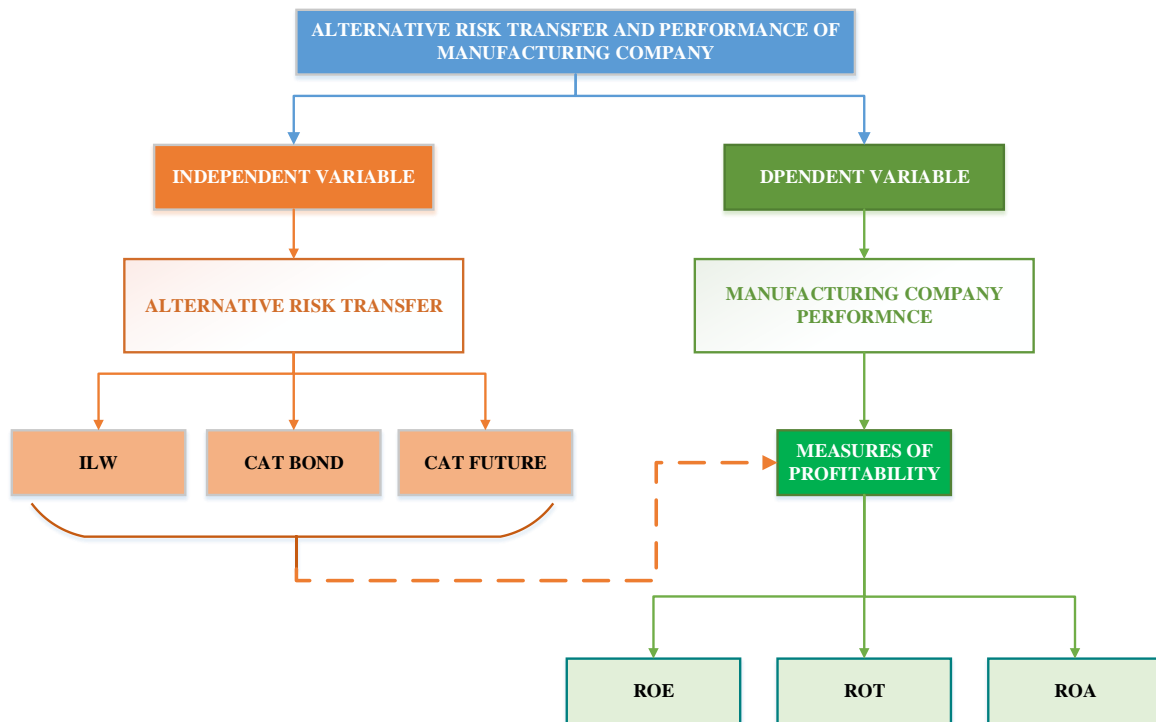 ALTERNATIVE RISK TRANSFER AND PERFORMANCE OF
MANUFACTURING COMPANY
INDEPENDENT VARIABLE
DPENDENT VARIABLE
ALTERNATIVE RISK TRANSFER
MANUFACTURING COMPANY
PERFORMNCE
ILW
CAT BOND
CAT FUTURE
MEASURES OF
PROFITABILITY
ROE
ROT
ROA